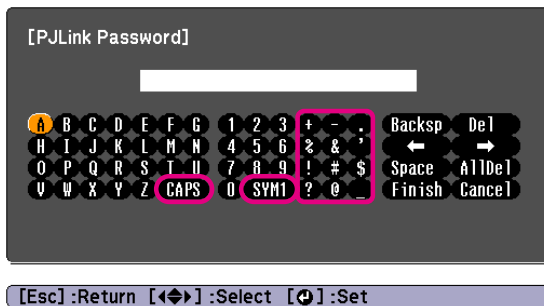 [PJLink Password]
A B C D E F G 1 2 3 + - . Backsp Del
H I J K L M N 4 5 6 % & ' ← →
O P Q R S T U 7 8 9 ! # $ Space AllDel
V W X Y Z CAPS 0 SYM1 ? @ _ Finish Cancel
[Esc] :Return [◀◆▶] :Select [↵] :Set